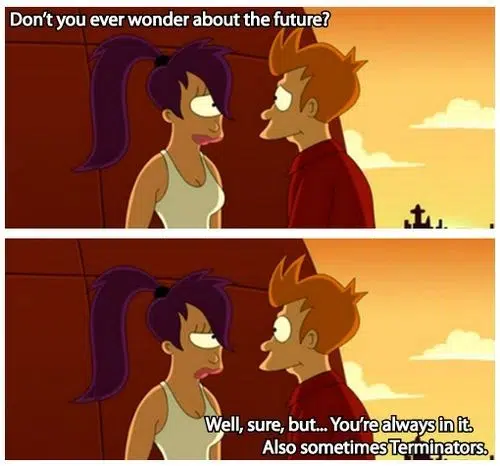 Don't you ever wonder about the future?
Well, sure, but... You're always in it.
Also sometimes Terminators.